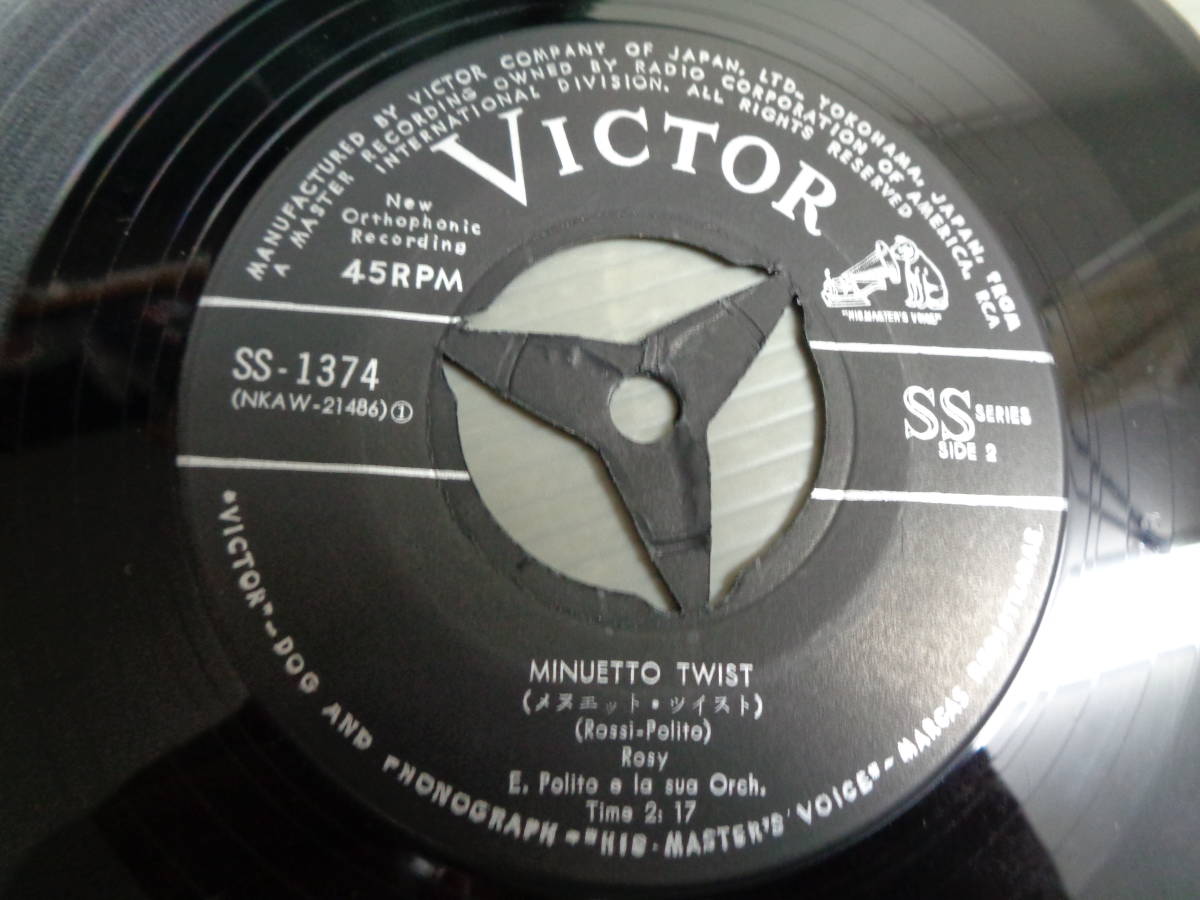 MANUFACTURED BY VICTOR COMPANY OF JAPAN, LTD., YOKOHAMA, JAPAN, FROM
A MASTER RECORDING OWNED BY RADIO CORPORATION OF AMERICA, RCA
INTERNATIONAL DIVISION. ALL RIGHTS RESERVED
VICTOR
New
Orthophonic
Recording
45RPM
"HIS MASTER'S VOICE"
SS-1374
(NKAW-21486)①
SS SERIES
SIDE 2
MINUETTO TWIST
(メヌエット・ツイスト)
(Rossi-Polito)
Rosy
E. Polito e la sua Orch.
Time 2:17
"VICTOR"-DOG AND PHONOGRAPH-"HIS MASTER'S VOICE"-MARCAS REGISTRADAS